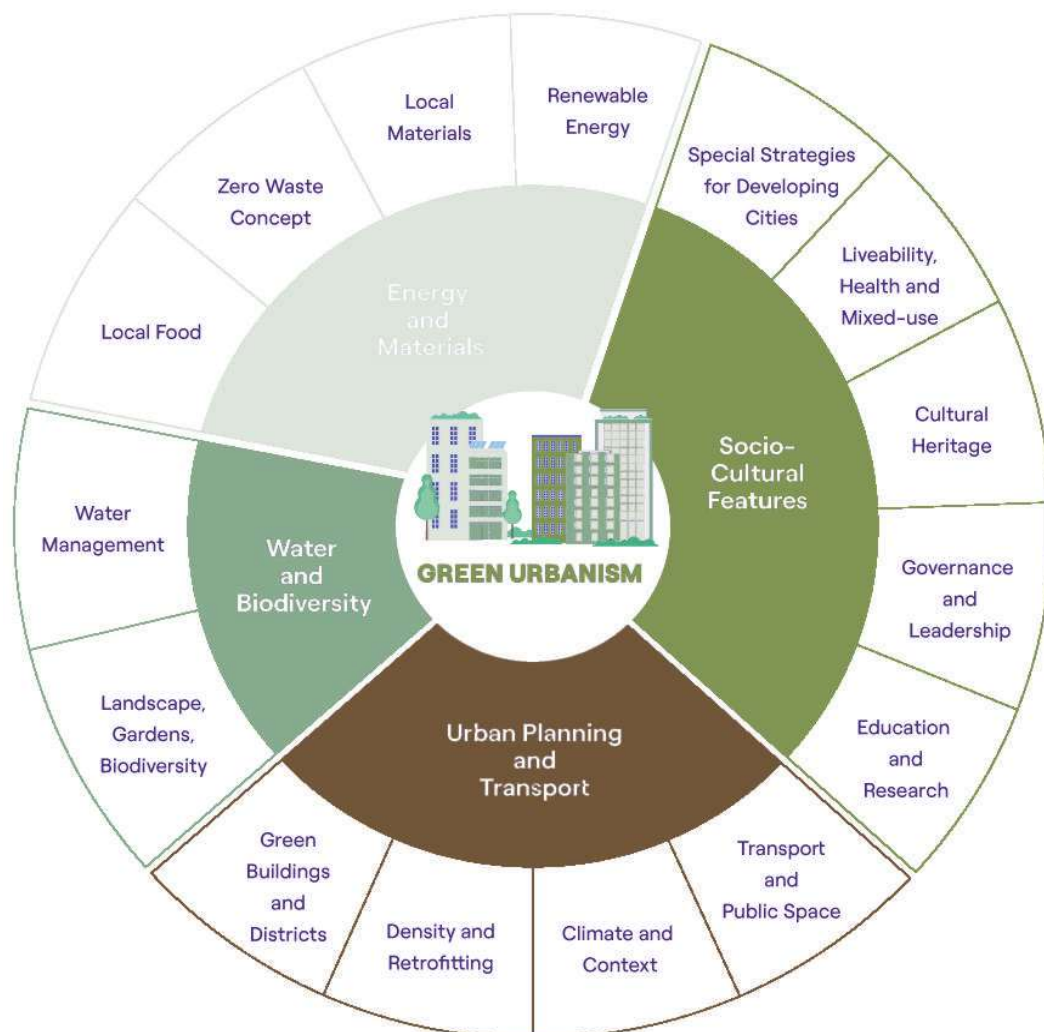 Renewable
Energy
Local
Materials
Zero Waste
Concept
Local Food
Energy
and
Materials
Special Strategies
for Developing
Cities
Liveability,
Health and
Mixed-use
Cultural
Heritage
Governance
and
Leadership
Education
and
Research
Socio-
Cultural
Features
Water
Management
Landscape,
Gardens,
Biodiversity
Water
and
Biodiversity
GREEN URBANISM
Urban Planning
and
Transport
Green
Buildings
and
Districts
Density and
Retrofitting
Climate and
Context
Transport
and
Public Space